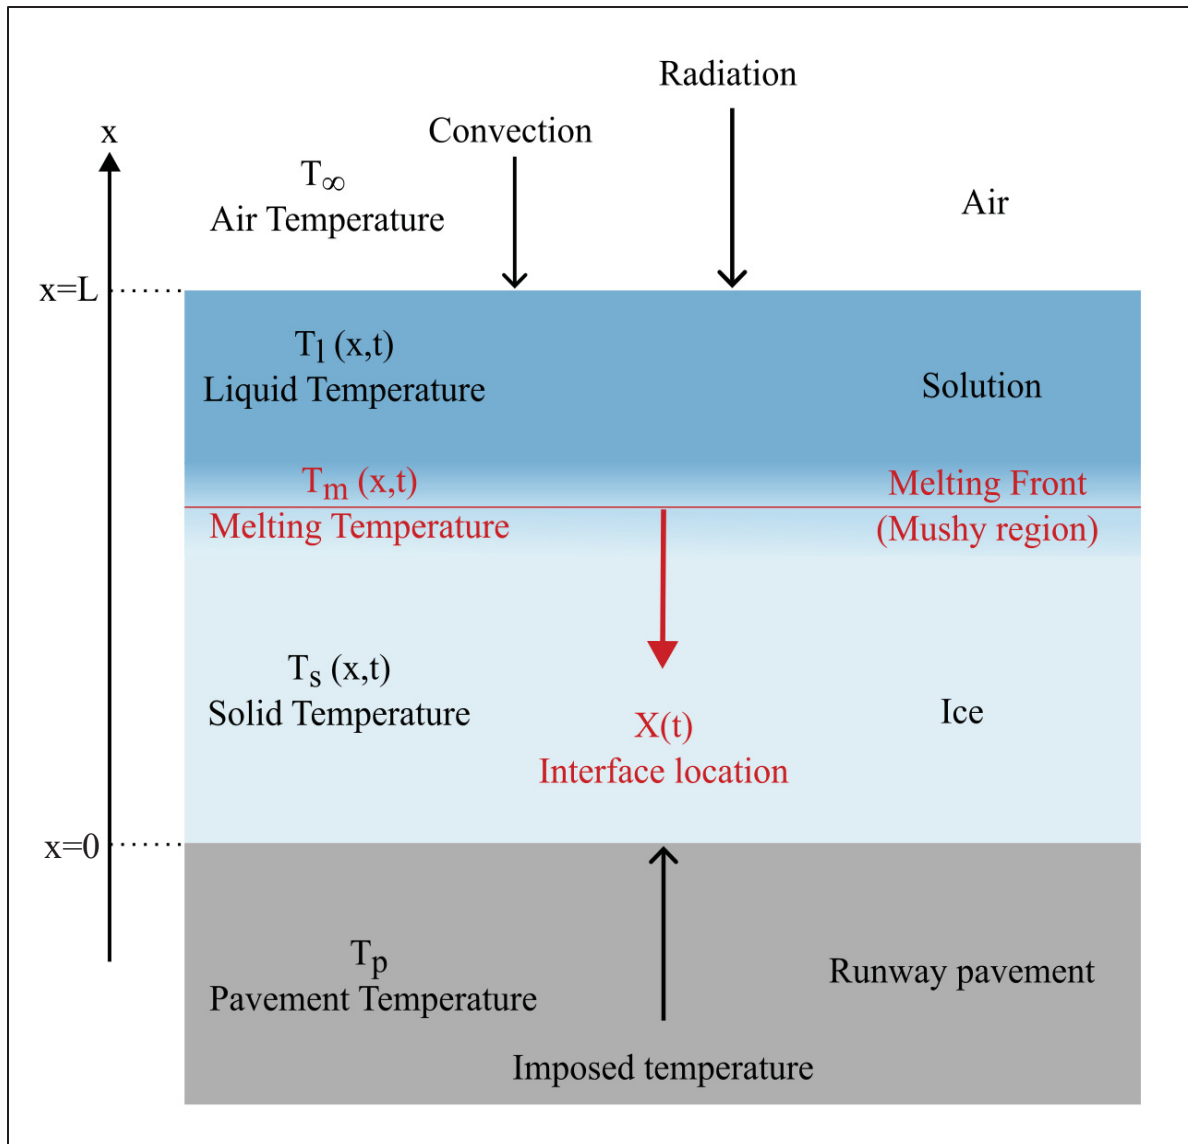 Radiation
Convection
x
T∞
Air Temperature
Air
x=L
Tl (x,t)
Liquid Temperature
Solution
Tm (x,t)
Melting Front
Melting Temperature
(Mushy region)
Ts (x,t)
Solid Temperature
Ice
X(t)
Interface location
x=0
Tp
Pavement Temperature
Runway pavement
Imposed temperature